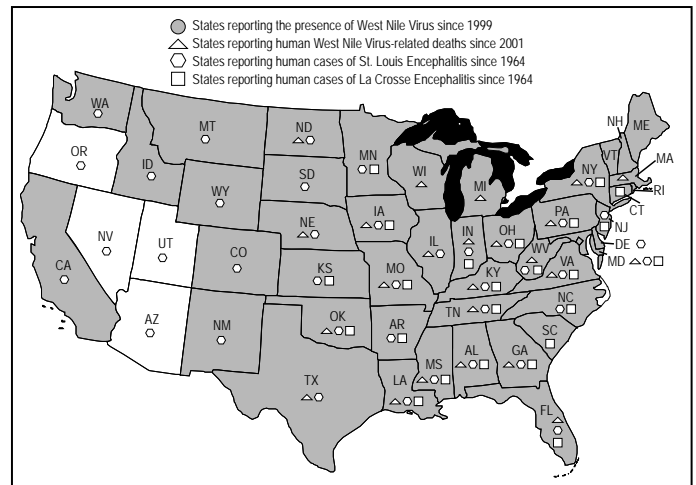 States reporting the presence of West Nile Virus since 1999
States reporting human West Nile Virus-related deaths since 2001
States reporting human cases of St. Louis Encephalitis since 1964
States reporting human cases of La Crosse Encephalitis since 1964
WA
MT
ND
MN
NH
ME
VT
OR
ID
SD
WI
MI
NY
MA
RI
CT
WY
NE
IA
IL
IN
OH
PA
NJ
DE
MD
NV
UT
CO
KS
MO
KY
WV
VA
CA
AZ
NM
OK
AR
TN
NC
SC
TX
LA
MS
AL
GA
FL